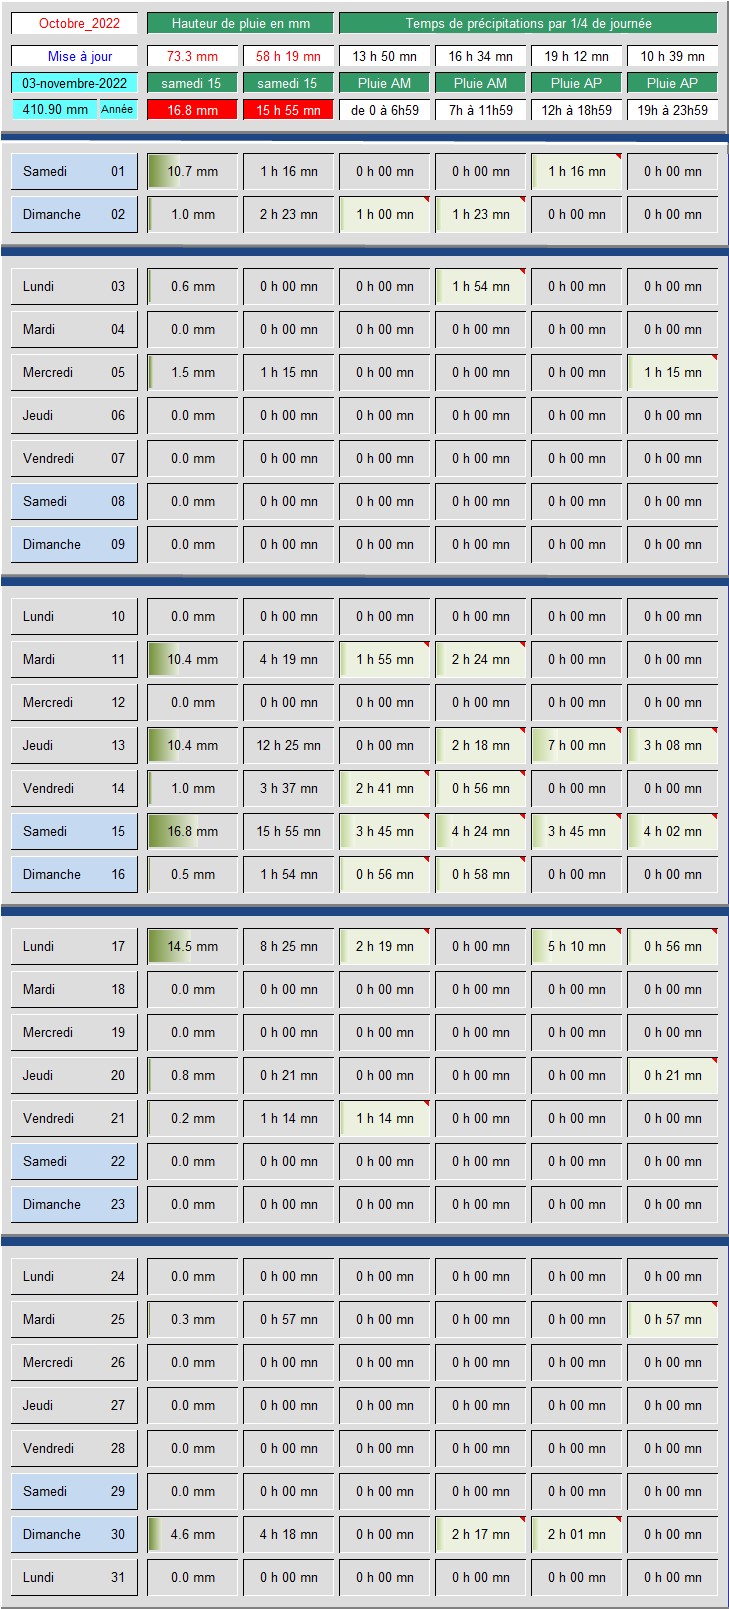 Octobre_2022 Hauteur de pluie en mm Temps de précipitations par 1/4 de journée
Mise à jour 73.3 mm 58 h 19 mn 13 h 50 mn 16 h 34 mn 19 h 12 mn 10 h 39 mn
03-novembre-2022 samedi 15 samedi 15 Pluie AM Pluie AM Pluie AP Pluie AP
410.90 mm Année 16.8 mm 15 h 55 mn de 0 à 6h59 7h à 11h59 12h à 18h59 19h à 23h59
Samedi 01 10.7 mm 1 h 16 mn 0 h 00 mn 0 h 00 mn 1 h 16 mn 0 h 00 mn
Dimanche 02 1.0 mm 2 h 23 mn 1 h 00 mn 1 h 23 mn 0 h 00 mn 0 h 00 mn
Lundi 03 0.6 mm 0 h 00 mn 0 h 00 mn 1 h 54 mn 0 h 00 mn 0 h 00 mn
Mardi 04 0.0 mm 0 h 00 mn 0 h 00 mn 0 h 00 mn 0 h 00 mn 0 h 00 mn
Mercredi 05 1.5 mm 1 h 15 mn 0 h 00 mn 0 h 00 mn 0 h 00 mn 1 h 15 mn
Jeudi 06 0.0 mm 0 h 00 mn 0 h 00 mn 0 h 00 mn 0 h 00 mn 0 h 00 mn
Vendredi 07 0.0 mm 0 h 00 mn 0 h 00 mn 0 h 00 mn 0 h 00 mn 0 h 00 mn
Samedi 08 0.0 mm 0 h 00 mn 0 h 00 mn 0 h 00 mn 0 h 00 mn 0 h 00 mn
Dimanche 09 0.0 mm 0 h 00 mn 0 h 00 mn 0 h 00 mn 0 h 00 mn 0 h 00 mn
Lundi 10 0.0 mm 0 h 00 mn 0 h 00 mn 0 h 00 mn 0 h 00 mn 0 h 00 mn
Mardi 11 10.4 mm 4 h 19 mn 1 h 55 mn 2 h 24 mn 0 h 00 mn 0 h 00 mn
Mercredi 12 0.0 mm 0 h 00 mn 0 h 00 mn 0 h 00 mn 0 h 00 mn 0 h 00 mn
Jeudi 13 10.4 mm 12 h 25 mn 0 h 00 mn 2 h 18 mn 7 h 00 mn 3 h 08 mn
Vendredi 14 1.0 mm 3 h 37 mn 2 h 41 mn 0 h 56 mn 0 h 00 mn 0 h 00 mn
Samedi 15 16.8 mm 15 h 55 mn 3 h 45 mn 4 h 24 mn 3 h 45 mn 4 h 02 mn
Dimanche 16 0.5 mm 1 h 54 mn 0 h 56 mn 0 h 58 mn 0 h 00 mn 0 h 00 mn
Lundi 17 14.5 mm 8 h 25 mn 2 h 19 mn 0 h 00 mn 5 h 10 mn 0 h 56 mn
Mardi 18 0.0 mm 0 h 00 mn 0 h 00 mn 0 h 00 mn 0 h 00 mn 0 h 00 mn
Mercredi 19 0.0 mm 0 h 00 mn 0 h 00 mn 0 h 00 mn 0 h 00 mn 0 h 00 mn
Jeudi 20 0.8 mm 0 h 21 mn 0 h 00 mn 0 h 00 mn 0 h 00 mn 0 h 21 mn
Vendredi 21 0.2 mm 1 h 14 mn 1 h 14 mn 0 h 00 mn 0 h 00 mn 0 h 00 mn
Samedi 22 0.0 mm 0 h 00 mn 0 h 00 mn 0 h 00 mn 0 h 00 mn 0 h 00 mn
Dimanche 23 0.0 mm 0 h 00 mn 0 h 00 mn 0 h 00 mn 0 h 00 mn 0 h 00 mn
Lundi 24 0.0 mm 0 h 00 mn 0 h 00 mn 0 h 00 mn 0 h 00 mn 0 h 00 mn
Mardi 25 0.3 mm 0 h 57 mn 0 h 00 mn 0 h 00 mn 0 h 00 mn 0 h 57 mn
Mercredi 26 0.0 mm 0 h 00 mn 0 h 00 mn 0 h 00 mn 0 h 00 mn 0 h 00 mn
Jeudi 27 0.0 mm 0 h 00 mn 0 h 00 mn 0 h 00 mn 0 h 00 mn 0 h 00 mn
Vendredi 28 0.0 mm 0 h 00 mn 0 h 00 mn 0 h 00 mn 0 h 00 mn 0 h 00 mn
Samedi 29 0.0 mm 0 h 00 mn 0 h 00 mn 0 h 00 mn 0 h 00 mn 0 h 00 mn
Dimanche 30 4.6 mm 4 h 18 mn 0 h 00 mn 2 h 17 mn 2 h 01 mn 0 h 00 mn
Lundi 31 0.0 mm 0 h 00 mn 0 h 00 mn 0 h 00 mn 0 h 00 mn 0 h 00 mn